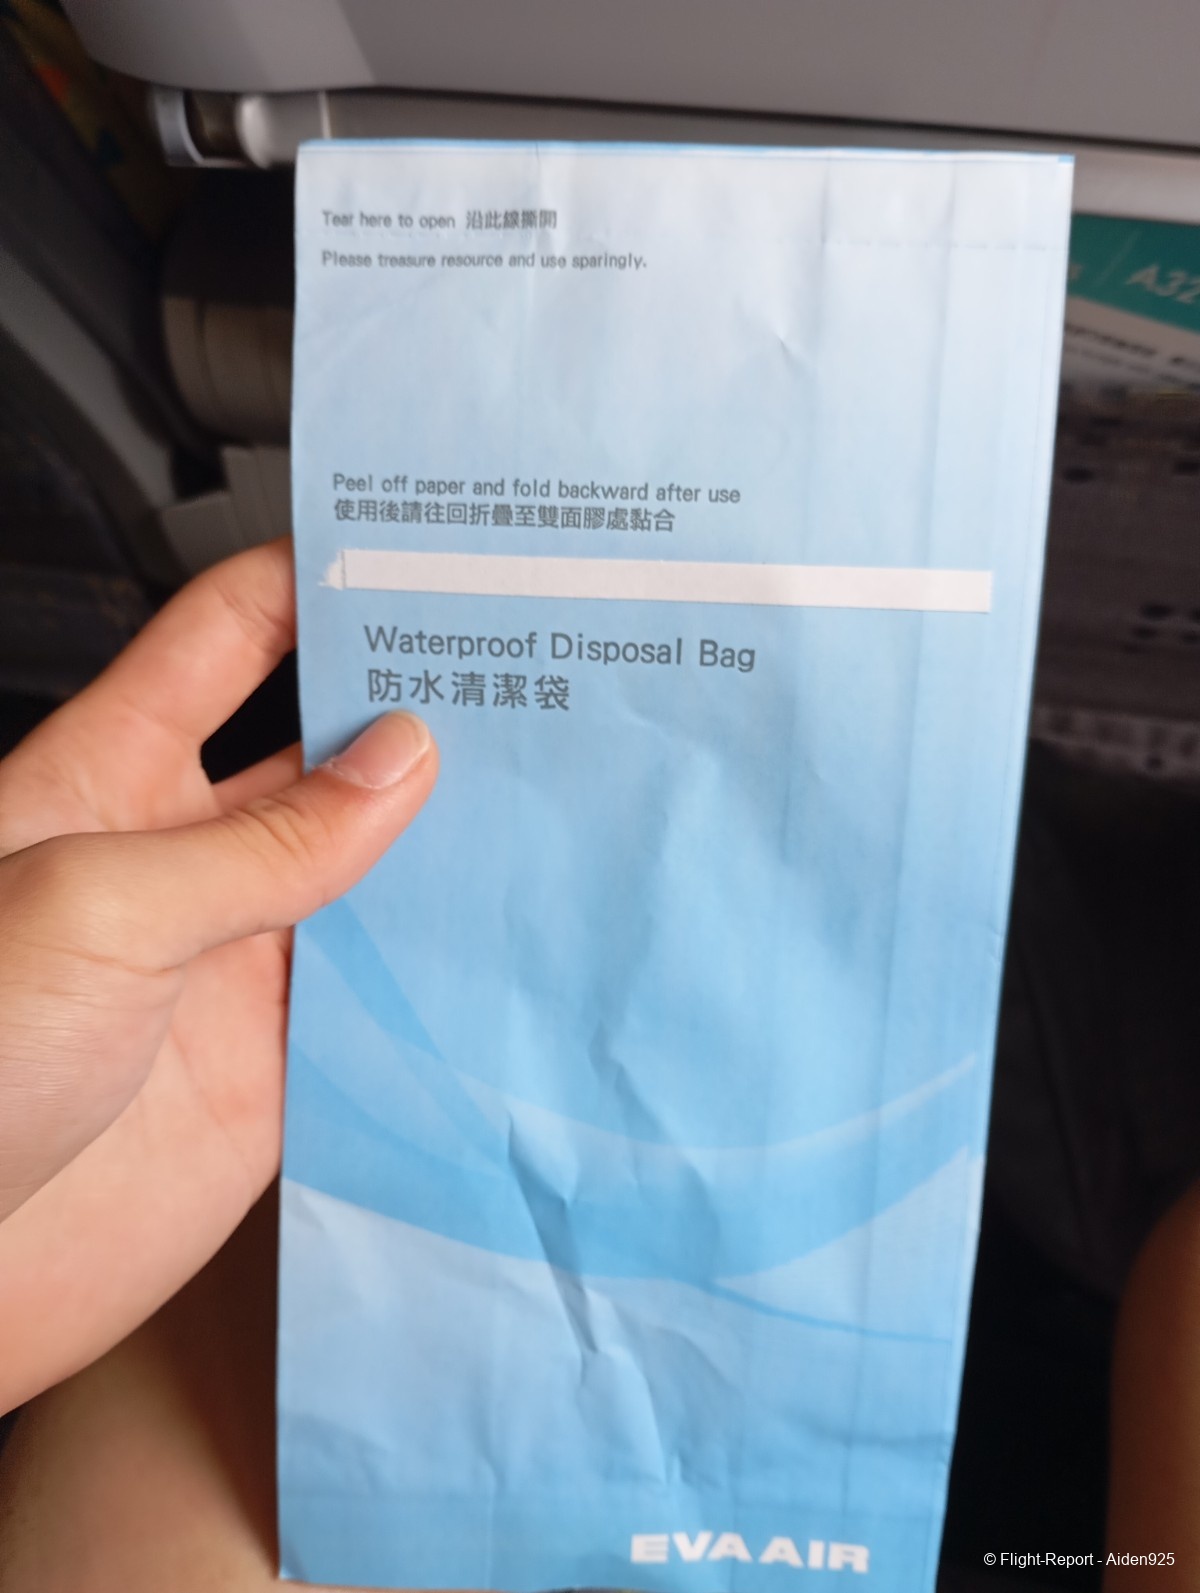 Tear here to open 沿此線撕開
Please treasure resource and use sparingly.
A32
Peel off paper and fold backward after use
使用後請往回折疊至雙面膠處黏合
Waterproof Disposal Bag
防水清潔袋
EVA AIR
© Flight-Report - Aiden925